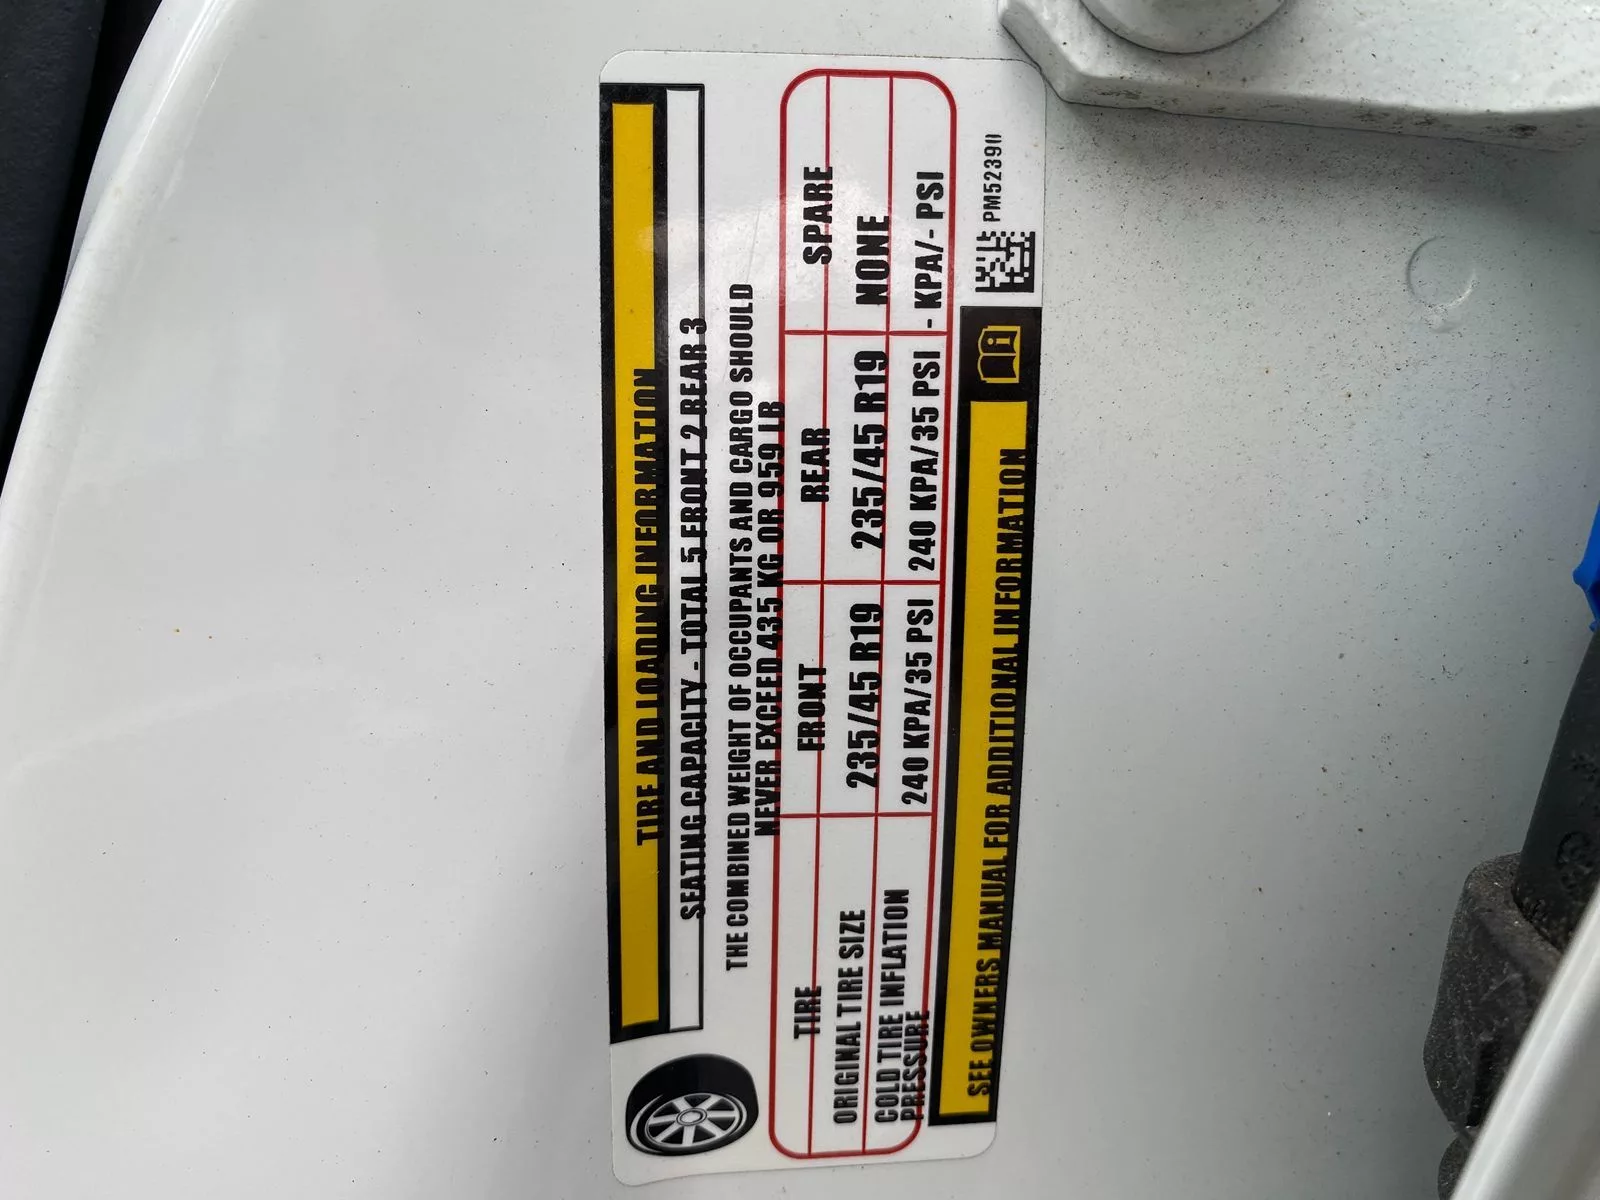 TIRE AND LOADING INFORMATION
SEATING CAPACITY - TOTAL 5 FRONT 2 REAR 3
THE COMBINED WEIGHT OF OCCUPANTS AND CARGO SHOULD
NEVER EXCEED 435 KG OR 959 LB
TIRE FRONT REAR SPARE
ORIGINAL TIRE SIZE 235/45 R19 235/45 R19 NONE
COLD TIRE INFLATION
PRESSURE 240 KPA/35 PSI 240 KPA/35 PSI - KPA/- PSI
SEE OWNERS MANUAL FOR ADDITIONAL INFORMATION